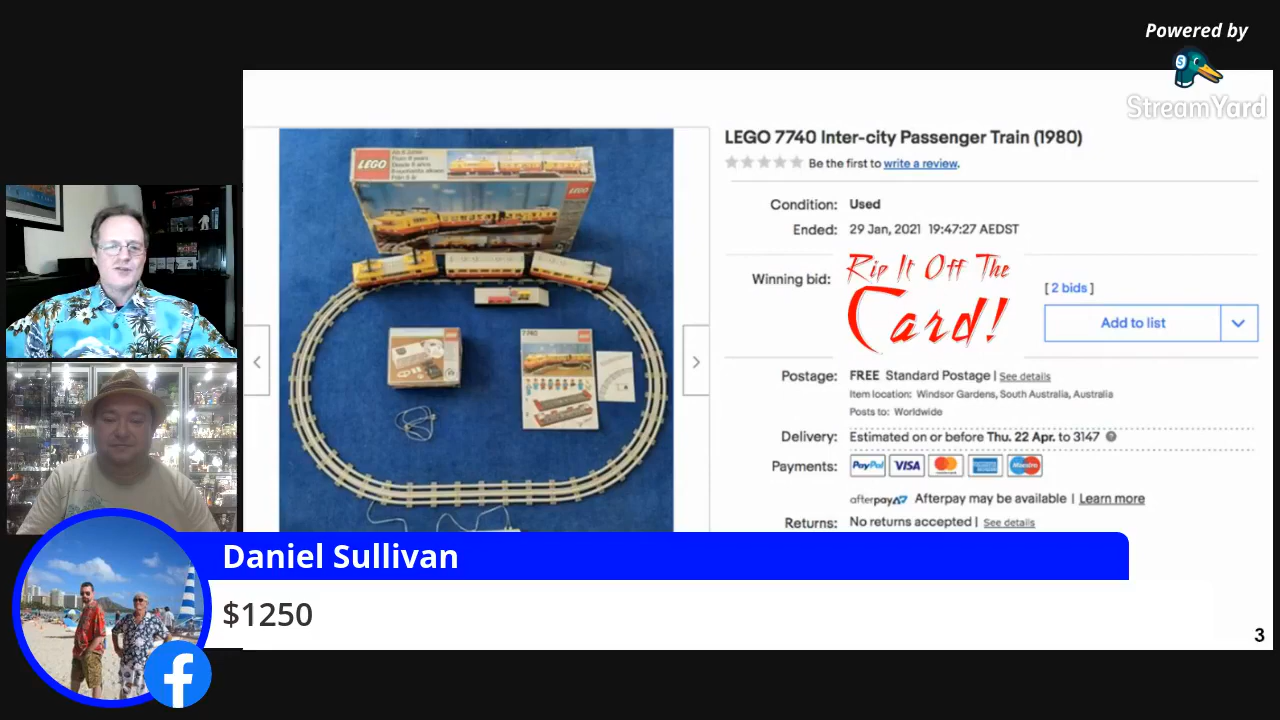 Powered by
StreamYard
LEGO 7740 Inter-city Passenger Train (1980)
Be the first to write a review.
Condition: Used
Ended: 29 Jan, 2021 19:47:27 AEDST
Winning bid: Rip It Off The Card! [ 2 bids ]
Add to list
Postage: FREE Standard Postage | See details
Item location: Windsor Gardens, South Australia, Australia
Posts to: Worldwide
Delivery: Estimated on or before Thu. 22 Apr. to 3147
Payments: PayPal VISA
afterpay Afterpay may be available | Learn more
Returns: No returns accepted | See details
LEGO
LEGO
7740
Daniel Sullivan
$1250
3